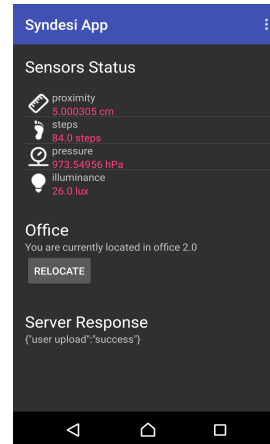 Syndesi App
Sensors Status
proximity
5.000305 cm
steps
84.0 steps
pressure
973.54956 hPa
illuminance
26.0 lux
Office
You are currently located in office 2.0
RELOCATE
Server Response
{"user upload":"success"}